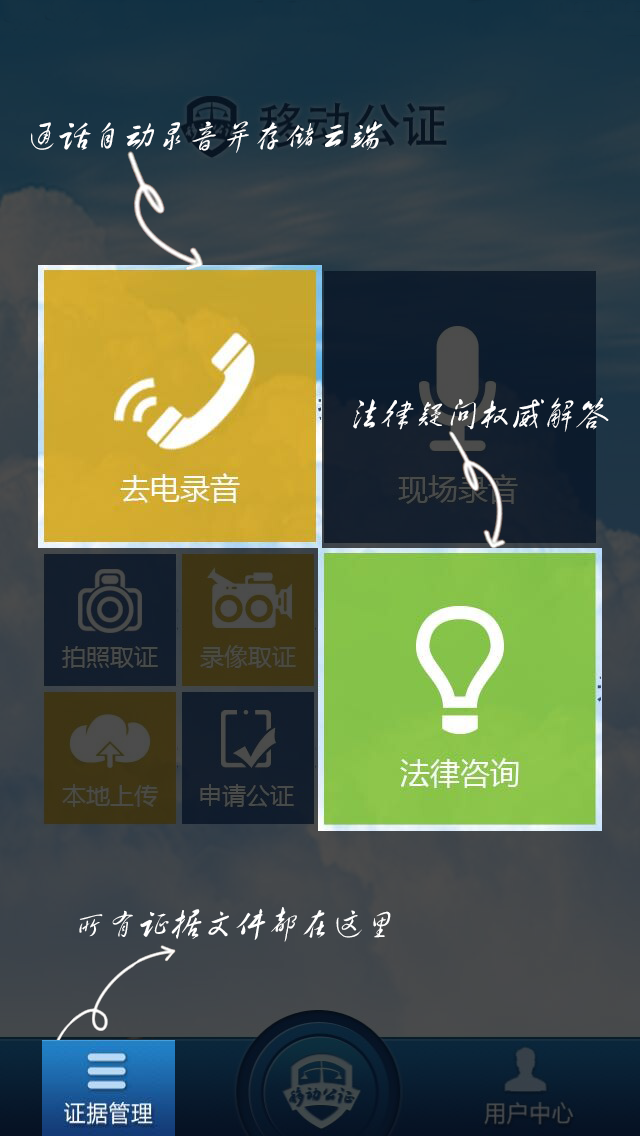 移动公证
通话自动录音并存储云端
去电录音
现场录音
法律疑问权威解答
拍照取证
录像取证
本地上传
申请公证
法律咨询
所有证据文件都在这里
证据管理
移动公证
用户中心